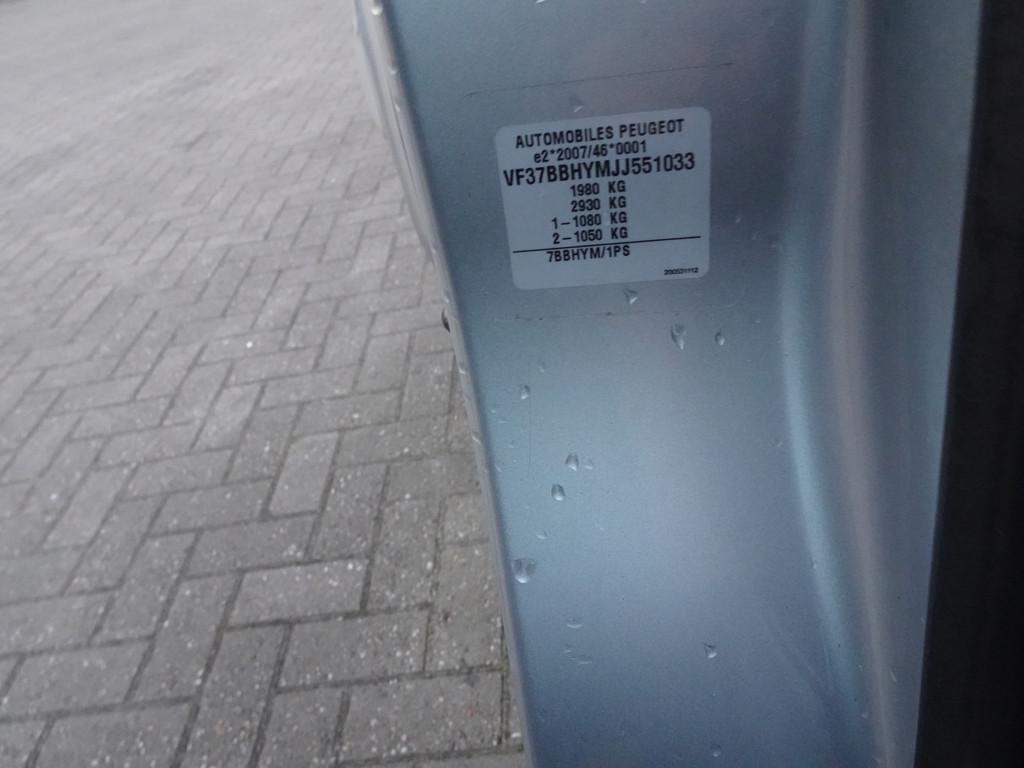 AUTOMOBILES PEUGEOT
e2*2007/46*0001
VF37BBHYMJJ551033
1980 KG
2930 KG
1-1080 KG
2-1050 KG
7BBHYM/1PS